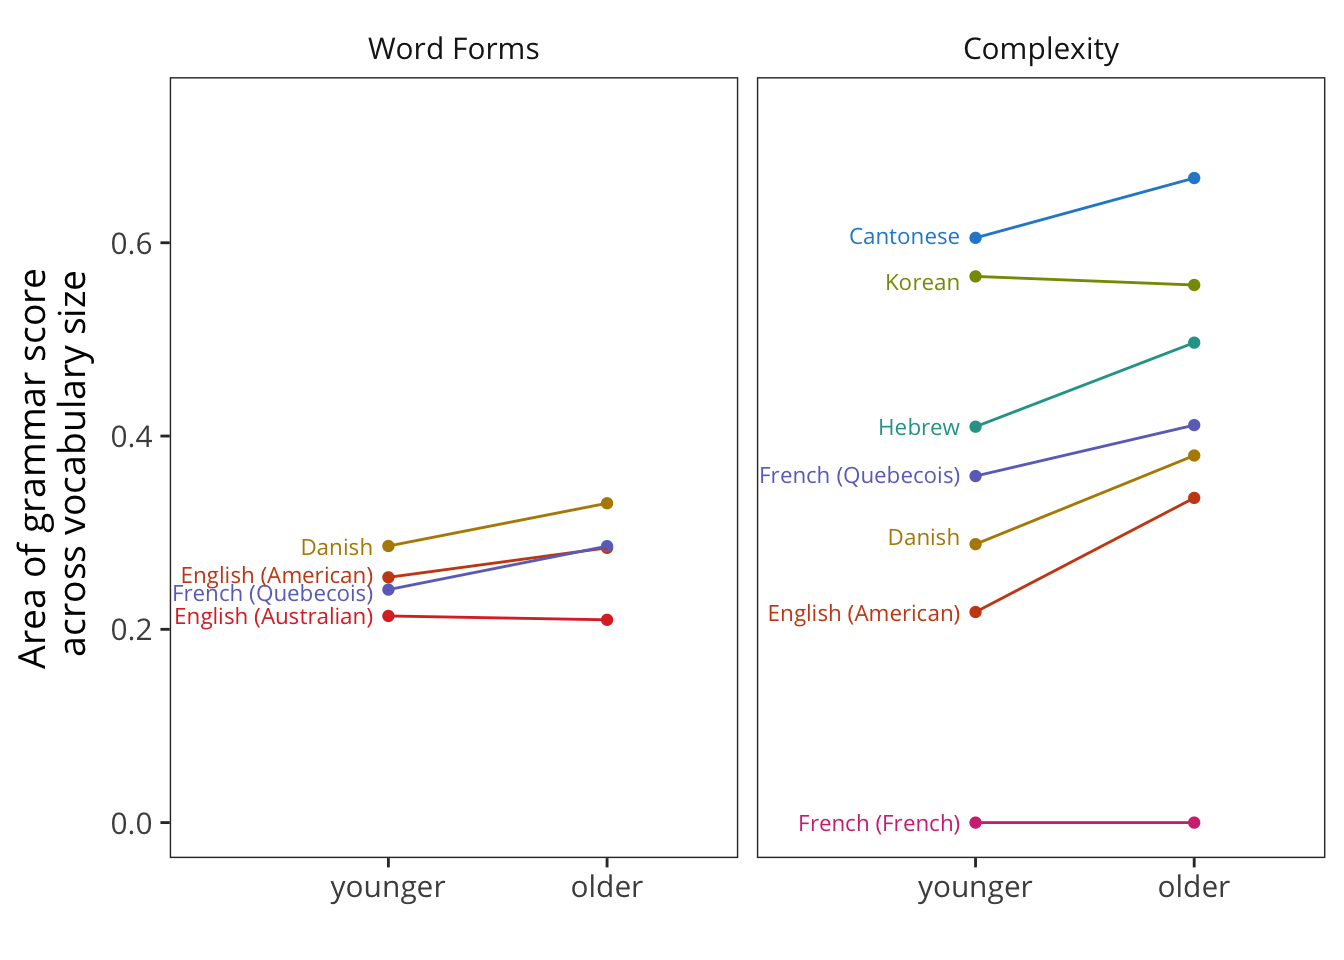 Word Forms
Complexity
Area of grammar score
across vocabulary size
0.6
0.4
0.2
0.0
Danish
English (American)
French (Quebecois)
English (Australian)
Cantonese
Korean
Hebrew
French (Quebecois)
Danish
English (American)
French (French)
younger
older
younger
older